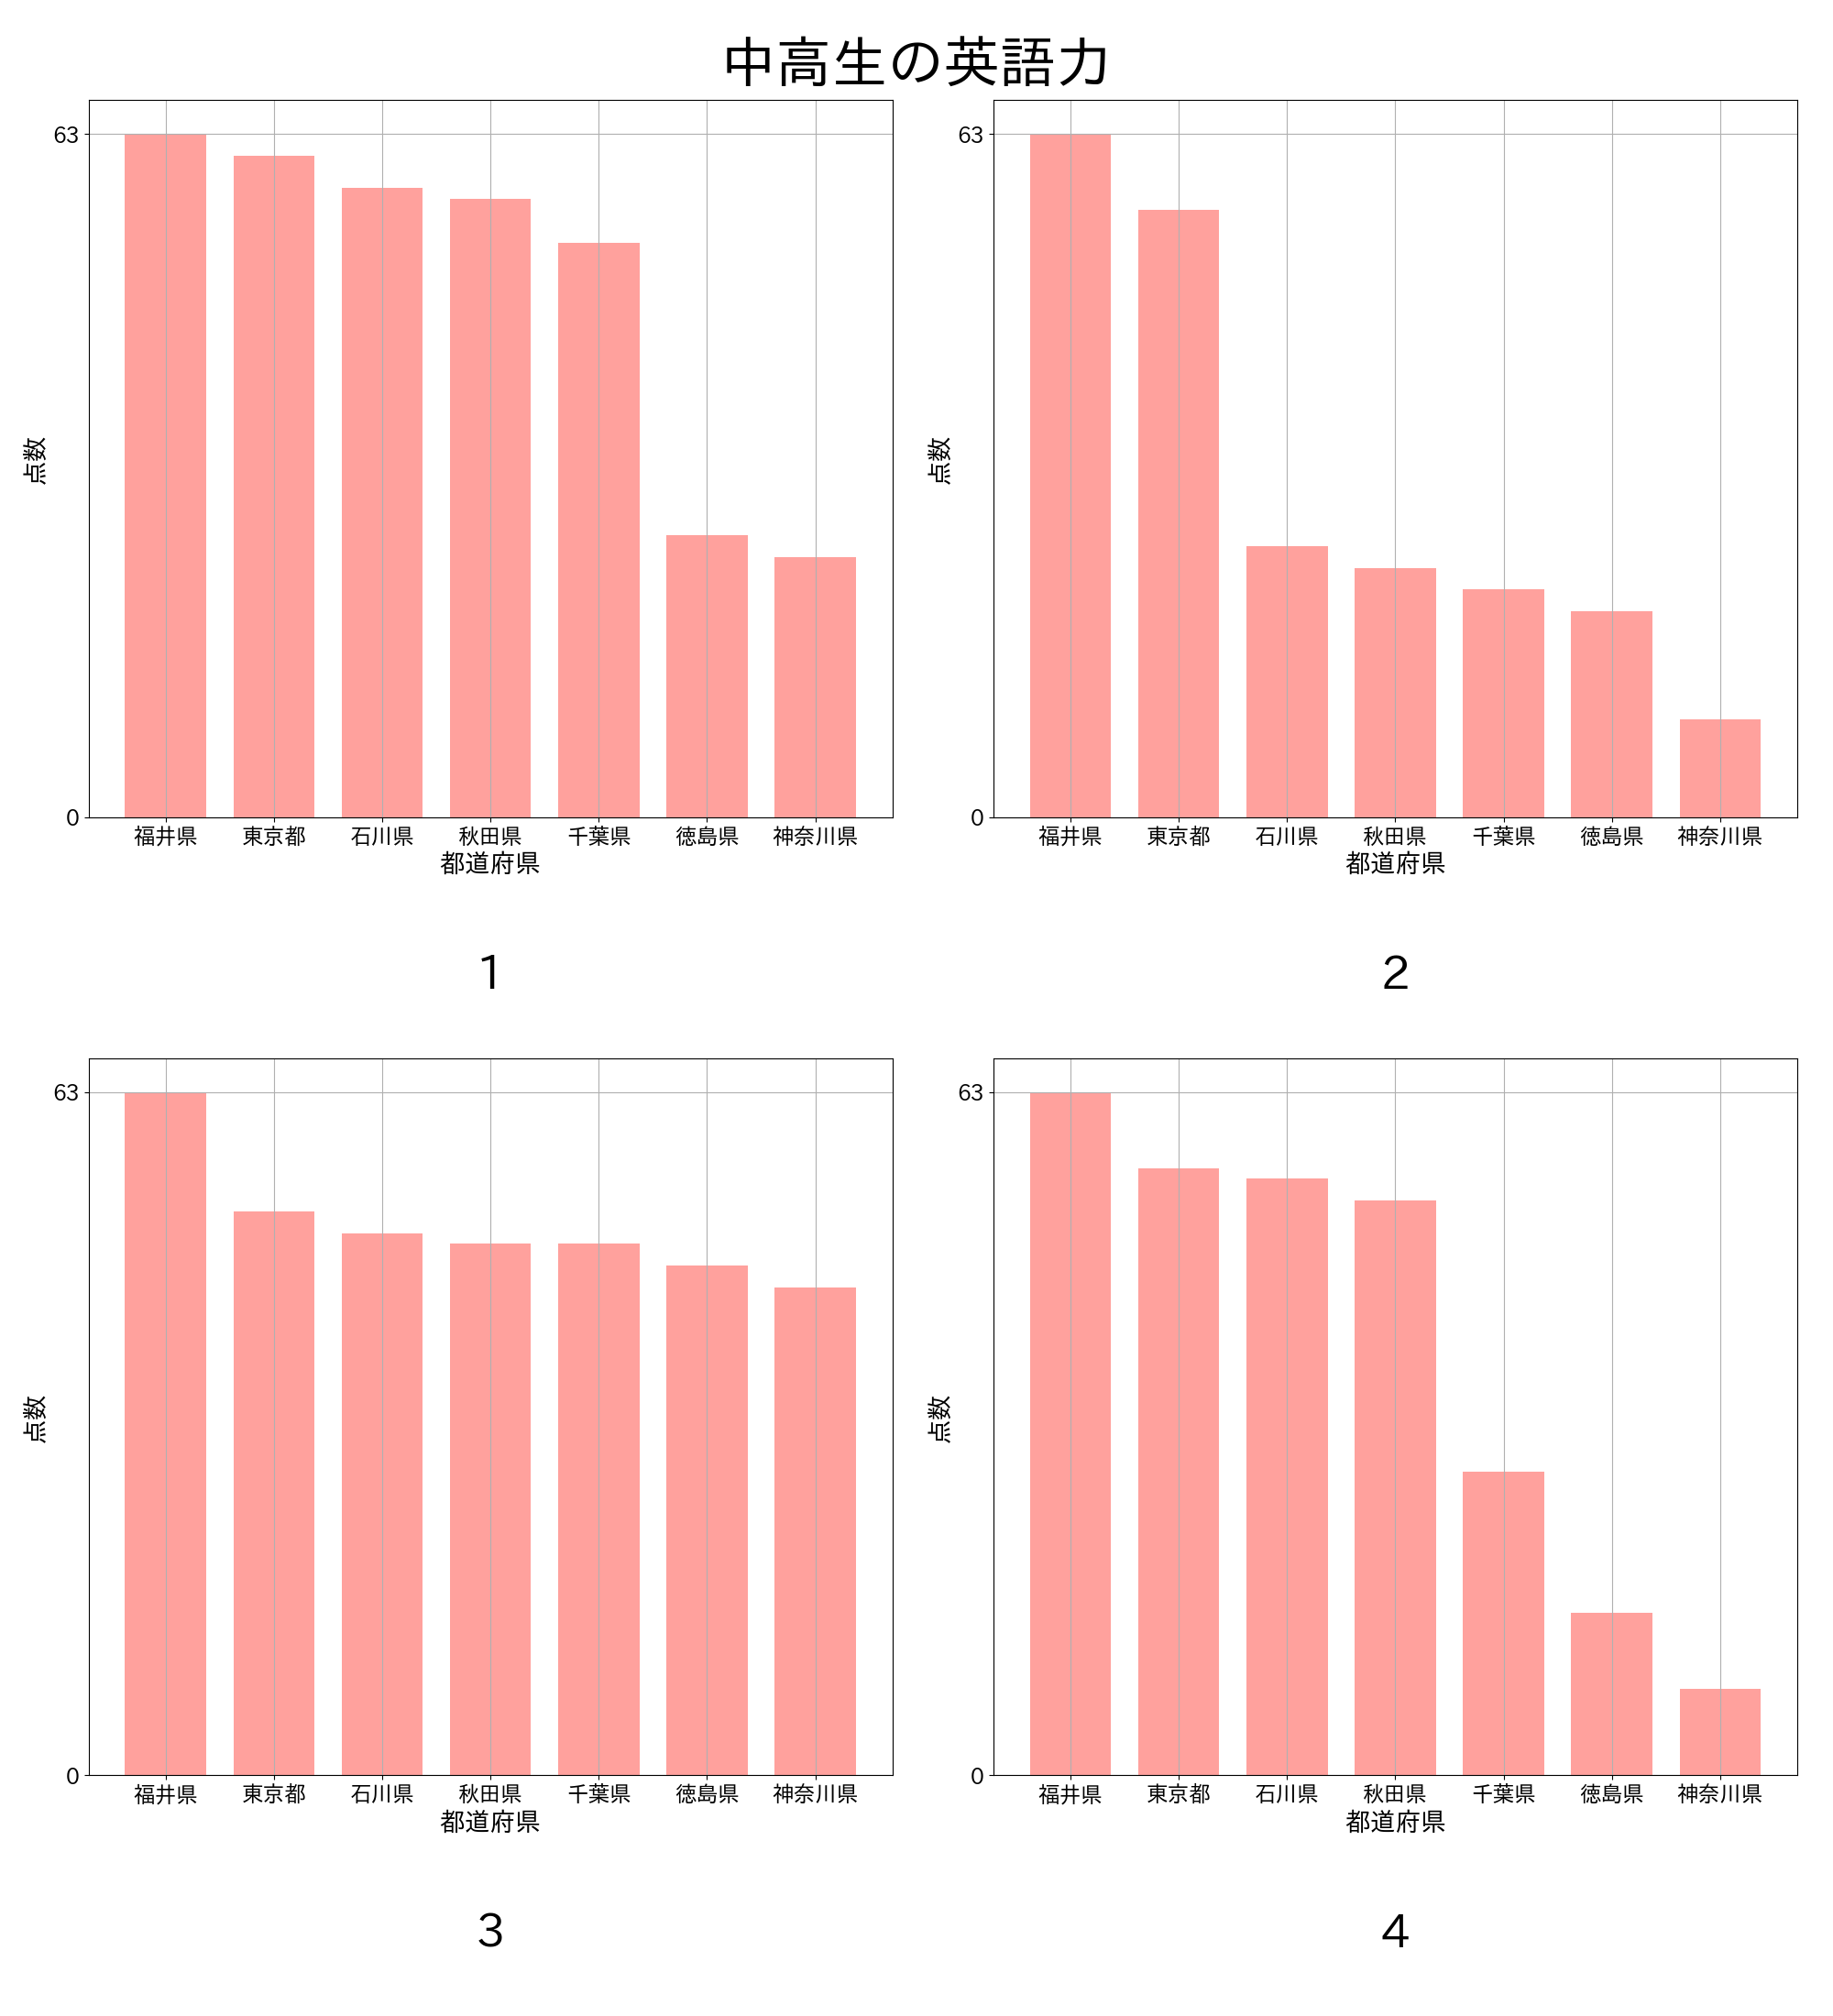 中高生の英語力
63
0
点数
福井県 東京都 石川県 秋田県 千葉県 徳島県 神奈川県
都道府県
1
63
0
点数
福井県 東京都 石川県 秋田県 千葉県 徳島県 神奈川県
都道府県
2
63
0
点数
福井県 東京都 石川県 秋田県 千葉県 徳島県 神奈川県
都道府県
3
63
0
点数
福井県 東京都 石川県 秋田県 千葉県 徳島県 神奈川県
都道府県
4